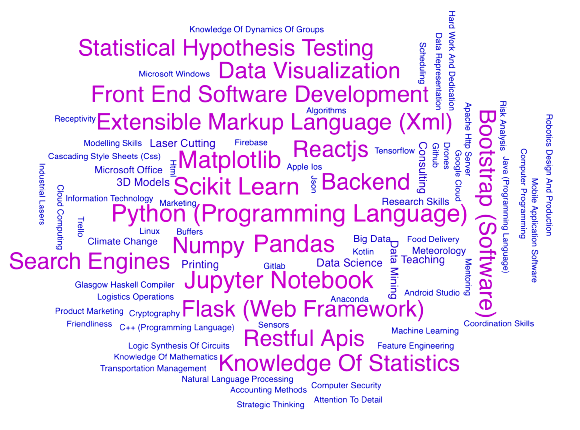 Knowledge Of Dynamics Of Groups
Statistical Hypothesis Testing
Microsoft Windows
Data Visualization
Front End Software Development
Scheduling
Data Representation
Hard Work And Dedication
Algorithms
Receptivity
Extensible Markup Language (Xml)
Apache Http Server
Bootstrap (Software)
Risk Analysis
Java (Programming Language)
Computer Programming
Mobile Application Software
Robotics Design And Production
Modelling Skills
Laser Cutting
Firebase
Reactjs
Tensorflow
Consulting
Github
Drones
Google Cloud
Cascading Style Sheets (Css)
Html
Matplotlib
Apple Ios
Microsoft Office
Industrial Lasers
3D Models
Scikit Learn
Json
Backend
Cloud Computing
Information Technology
Marketing
Research Skills
Trello
Python (Programming Language)
Linux
Buffers
Climate Change
Numpy
Pandas
Big Data
Food Delivery
Kotlin
Data Mining
Meteorology
Search Engines
Printing
Gitlab
Data Science
Teaching
Mentoring
Glasgow Haskell Compiler
Jupyter Notebook
Logistics Operations
Anaconda
Android Studio
Product Marketing
Cryptography
Flask (Web Framework)
Friendliness
C++ (Programming Language)
Sensors
Coordination Skills
Machine Learning
Logic Synthesis Of Circuits
Restful Apis
Feature Engineering
Knowledge Of Mathematics
Transportation Management
Knowledge Of Statistics
Natural Language Processing
Accounting Methods
Computer Security
Strategic Thinking
Attention To Detail